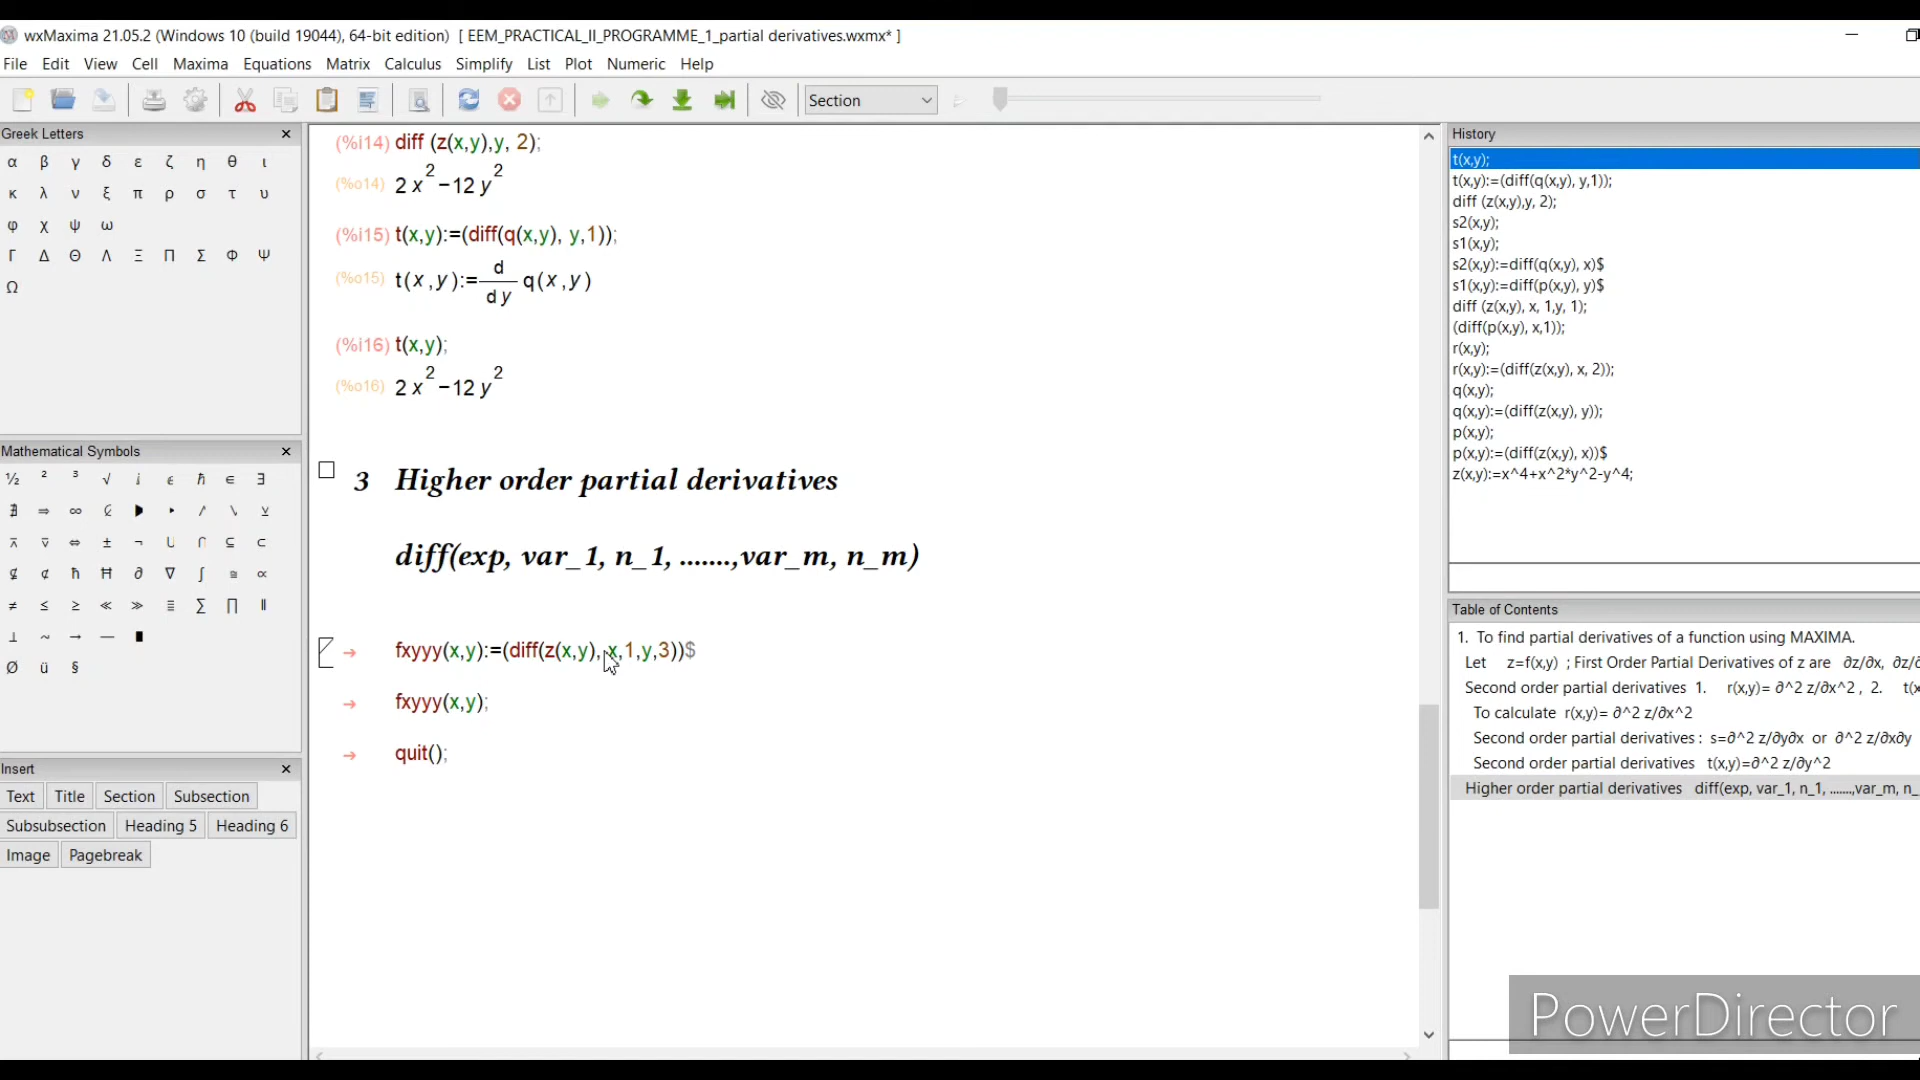 wxMaxima 21.05.2 (Windows 10 (build 19044), 64-bit edition) [ EEM_PRACTICAL_II_PROGRAMME_1_partial derivatives.wxmx* ]
File Edit View Cell Maxima Equations Matrix Calculus Simplify List Plot Numeric Help
Section
Greek Letters
α β γ δ ε ζ η θ ι
κ λ ν ξ π ρ σ τ υ
φ χ ψ ω
Γ Δ Θ Λ Ξ Π Σ Φ Ψ
Ω
Mathematical Symbols
½ ² ³ √ ⅈ ϵ ℏ ∈ ∃
∄ ⇒ ∞
⇔ ± ¬ ∪ ∩ ⊆ ⊂
⊈ ⊄ ħ Ħ ∂ ∇ ∫ ≅ ∝
≠ ≤ ≥ ≪ ≫ ≣ ∑ ∏ ∥
⊥ ~ → — ∎
Ø ü §
Insert
Text Title Section Subsection
Subsubsection Heading 5 Heading 6
Image Pagebreak
(%i14) diff (z(x,y),y, 2);
(%o14) 2 x² − 12 y²
(%i15) t(x,y):=(diff(q(x,y), y,1));
(%o15) t(x,y):= d/dy q(x,y)
(%i16) t(x,y);
(%o16) 2 x² − 12 y²
3 Higher order partial derivatives
diff(exp, var_1, n_1, .......,var_m, n_m)
→ fxyyy(x,y):=(diff(z(x,y), x,1,y,3))$
→ fxyyy(x,y);
→ quit();
History
t(x,y);
t(x,y):=(diff(q(x,y), y,1));
diff (z(x,y),y, 2);
s2(x,y);
s1(x,y);
s2(x,y):=diff(q(x,y), x)$
s1(x,y):=diff(p(x,y), y)$
diff (z(x,y), x, 1,y, 1);
(diff(p(x,y), x,1));
r(x,y);
r(x,y):=(diff(z(x,y), x, 2));
q(x,y);
q(x,y):=(diff(z(x,y), y));
p(x,y);
p(x,y):=(diff(z(x,y), x))$
z(x,y):=x^4+x^2*y^2-y^4;
Table of Contents
1. To find partial derivatives of a function using MAXIMA.
Let z=f(x,y) ; First Order Partial Derivatives of z are ∂z/∂x, ∂z/∂
Second order partial derivatives 1. r(x,y)= ∂^2 z/∂x^2 , 2. t(x
To calculate r(x,y)= ∂^2 z/∂x^2
Second order partial derivatives : s=∂^2 z/∂y∂x or ∂^2 z/∂x∂y
Second order partial derivatives t(x,y)=∂^2 z/∂y^2
Higher order partial derivatives diff(exp, var_1, n_1, .......,var_m, n_
PowerDirector